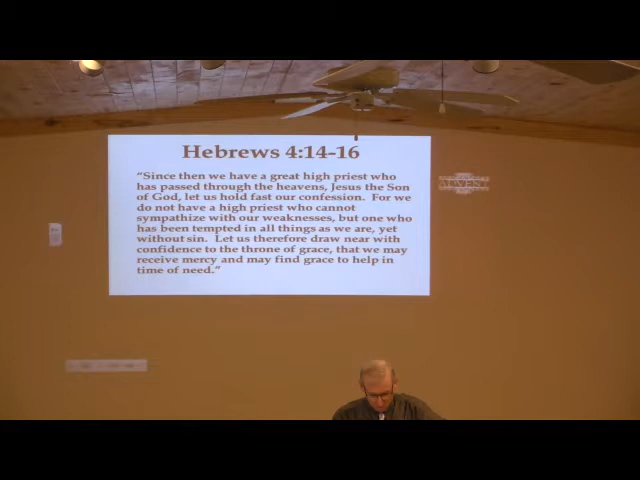 Hebrews 4:14-16
“Since then we have a great high priest who
has passed through the heavens, Jesus the Son
of God, let us hold fast our confession.  For we
do not have a high priest who cannot
sympathize with our weaknesses, but one who
has been tempted in all things as we are, yet
without sin.  Let us therefore draw near with
confidence to the throne of grace, that we may
receive mercy and may find grace to help in
time of need.”
ADVENT